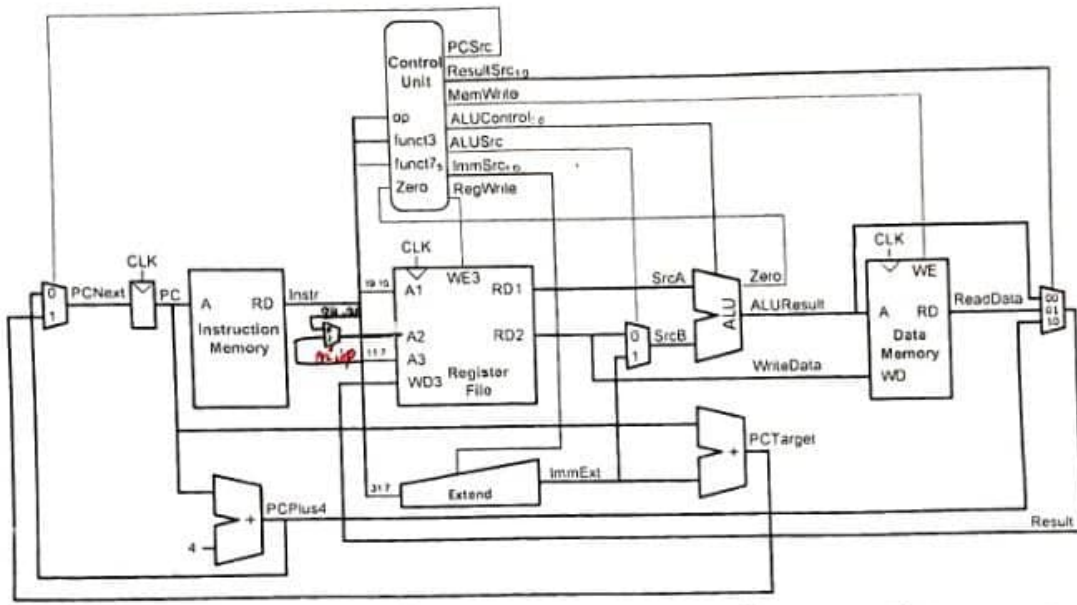 Control
Unit
op
funct3
funct7₅
Zero
PCSrc
ResultSrc₁:₀
MemWrite
ALUControl
ALUSrc
ImmSrc₁:₀
RegWrite
0
1
PCNext
CLK
PC
A
RD
Instr
Instruction
Memory
CLK
WE3
19:15
A1
RD1
A2
RD2
11:7
A3
WD3
Register
File
SrcA
0
1
SrcB
ALU
Zero
ALUResult
WriteData
CLK
WE
A
RD
Data
Memory
WD
ReadData
00
01
10
31:7
Extend
ImmExt
+
PCTarget
PCPlus4
+
4
Result